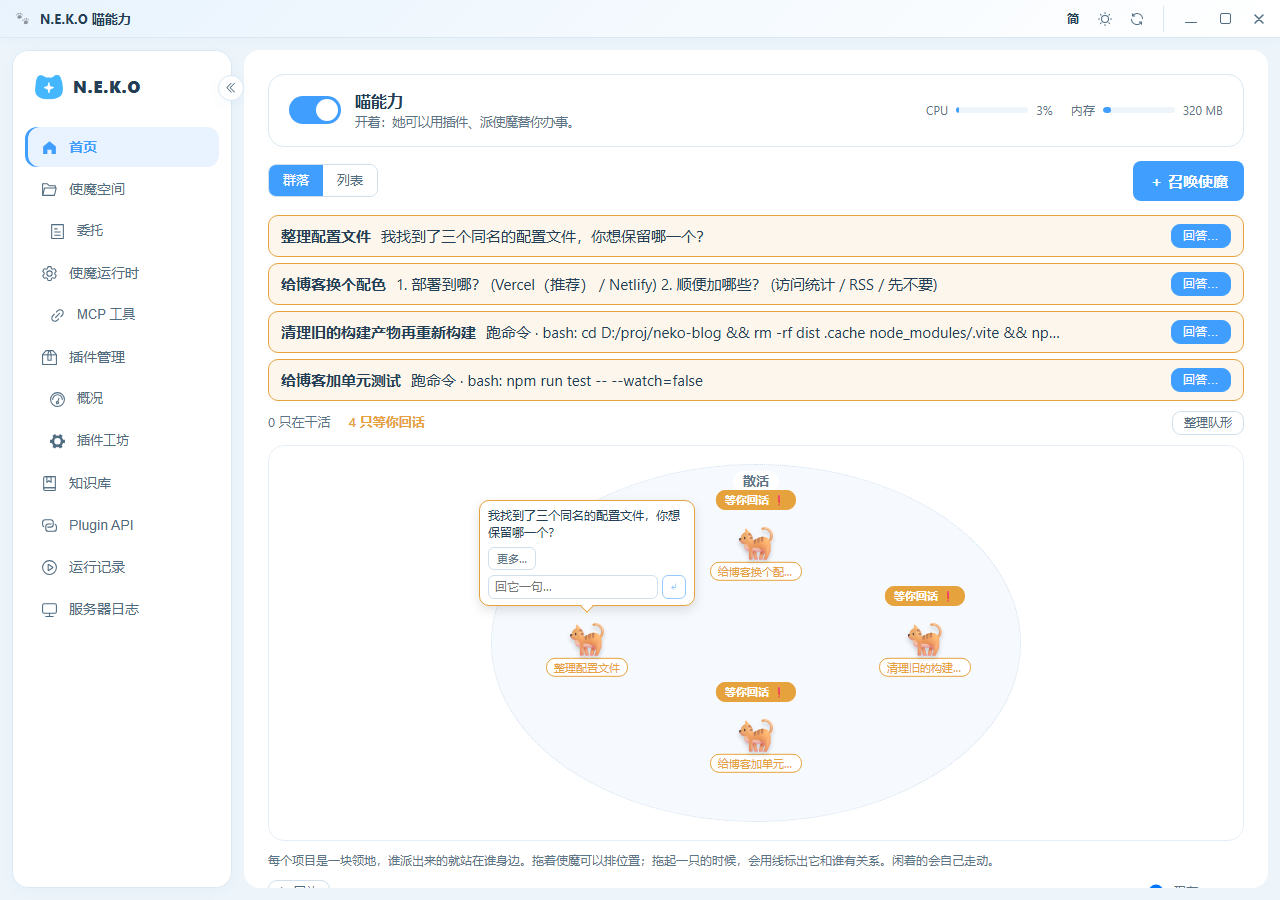 N.E.K.O 喵能力
简
N.E.K.O
首页
使魔空间
委托
使魔运行时
MCP 工具
插件管理
概况
插件工坊
知识库
Plugin API
运行记录
服务器日志
喵能力
开着：她可以用插件、派使魔替你办事。
CPU 3% 内存 320 MB
群落 列表
+ 召唤使魔
整理配置文件 我找到了三个同名的配置文件，你想保留哪一个？ 回答...
给博客换个配色 1. 部署到哪？（Vercel（推荐） / Netlify) 2. 顺便加哪些？（访问统计 / RSS / 先不要) 回答...
清理旧的构建产物再重新构建 跑命令 · bash: cd D:/proj/neko-blog && rm -rf dist .cache node_modules/.vite && np... 回答...
给博客加单元测试 跑命令 · bash: npm run test -- --watch=false 回答...
0 只在干活 4 只等你回话 整理队形
散活
等你回话❗
给博客换个配...
我找到了三个同名的配置文件，你想
保留哪一个？
更多...
回它一句...
整理配置文件
等你回话❗
清理旧的构建...
等你回话❗
给博客加单元...
每个项目是一块领地，谁派出来的就站在谁身边。拖着使魔可以排位置；拖起一只的时候，会用线标出它和谁有关系。闲着的会自己走动。